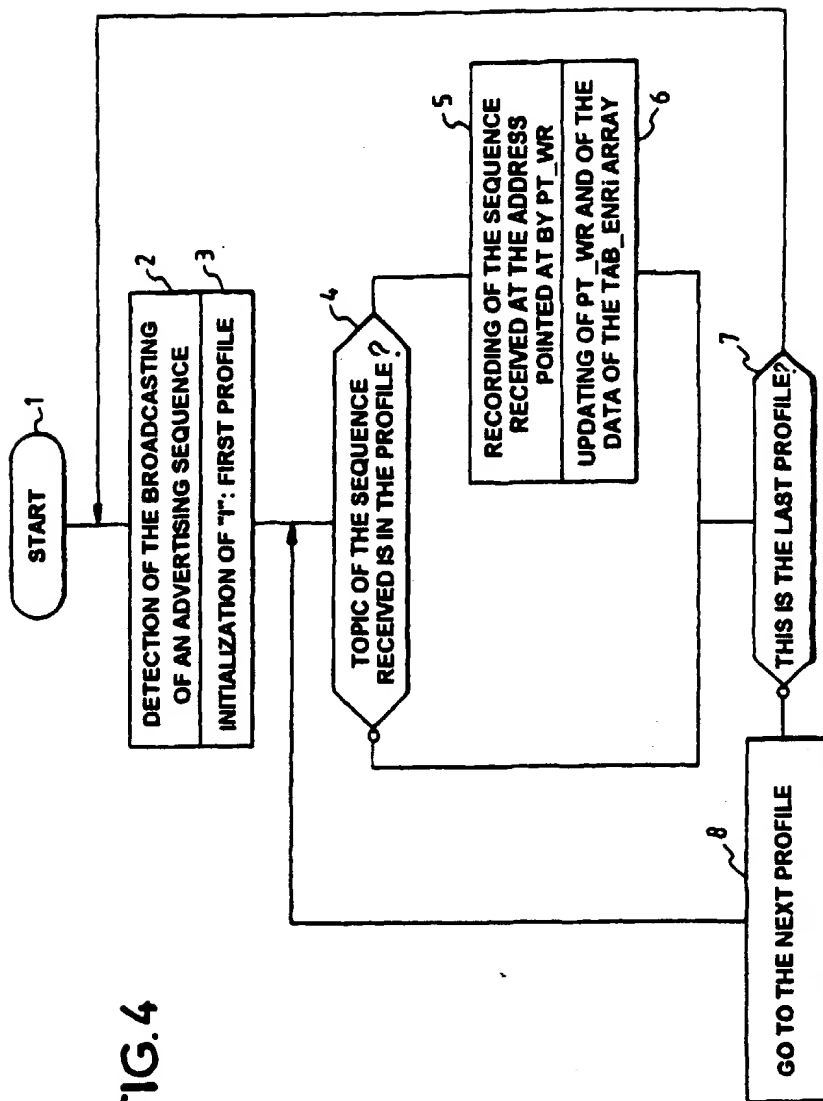 START
1
DETECTION OF THE BROADCASTING
OF AN ADVERTISING SEQUENCE
2
INITIALIZATION OF "I": FIRST PROFILE
3
TOPIC OF THE SEQUENCE
RECEIVED IS IN THE PROFILE?
4
RECORDING OF THE SEQUENCE
RECEIVED AT THE ADDRESS
POINTED AT BY PT_WR
5
UPDATING OF PT_WR AND OF THE
DATA OF THE TAB_ENRi ARRAY
6
THIS IS THE LAST PROFILE?
7
GO TO THE NEXT PROFILE
8
FIG.4